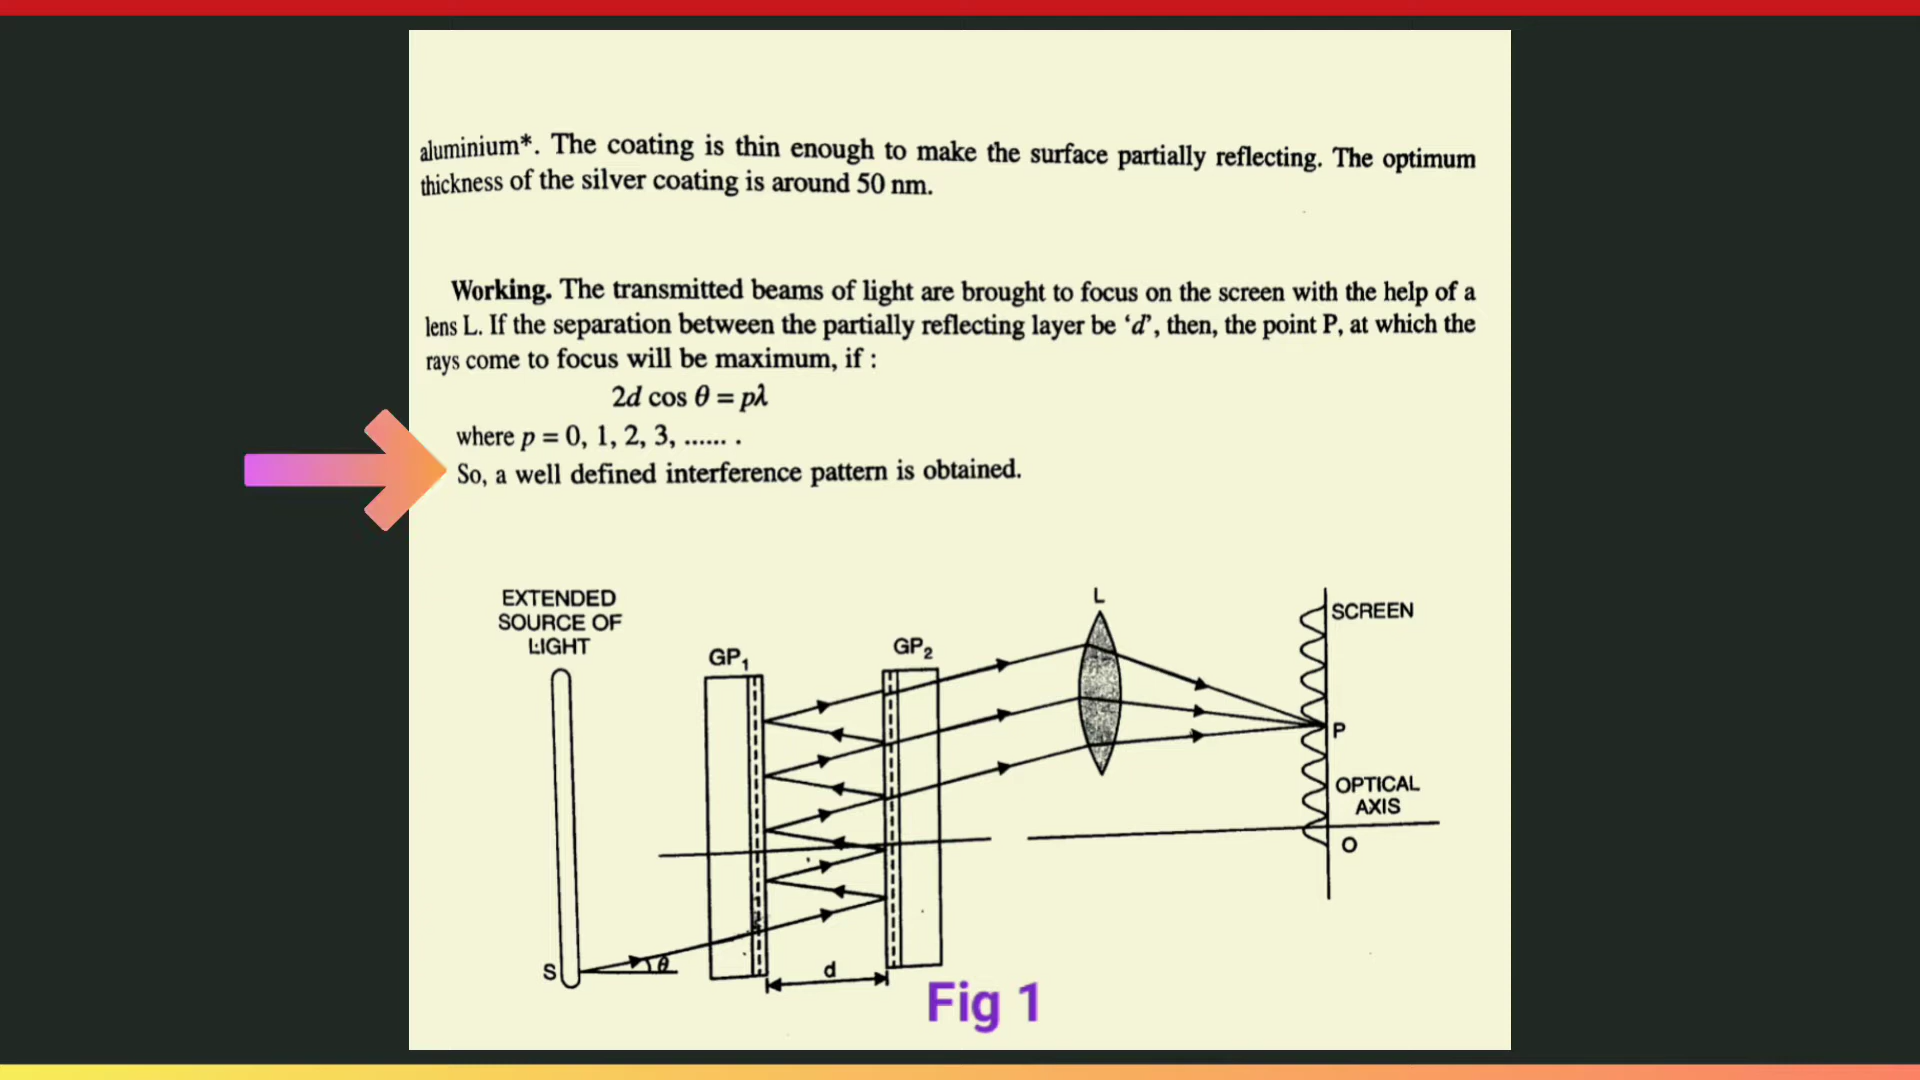 aluminium*. The coating is thin enough to make the surface partially reflecting. The optimum
thickness of the silver coating is around 50 nm.
Working. The transmitted beams of light are brought to focus on the screen with the help of a
lens L. If the separation between the partially reflecting layer be ‘d’, then, the point P, at which the
rays come to focus will be maximum, if :
2d cos θ = pλ
where p = 0, 1, 2, 3, ...... .
So, a well defined interference pattern is obtained.
EXTENDED
SOURCE OF
LIGHT
GP₁
GP₂
L
SCREEN
P
OPTICAL
AXIS
O
S
θ
d
Fig 1